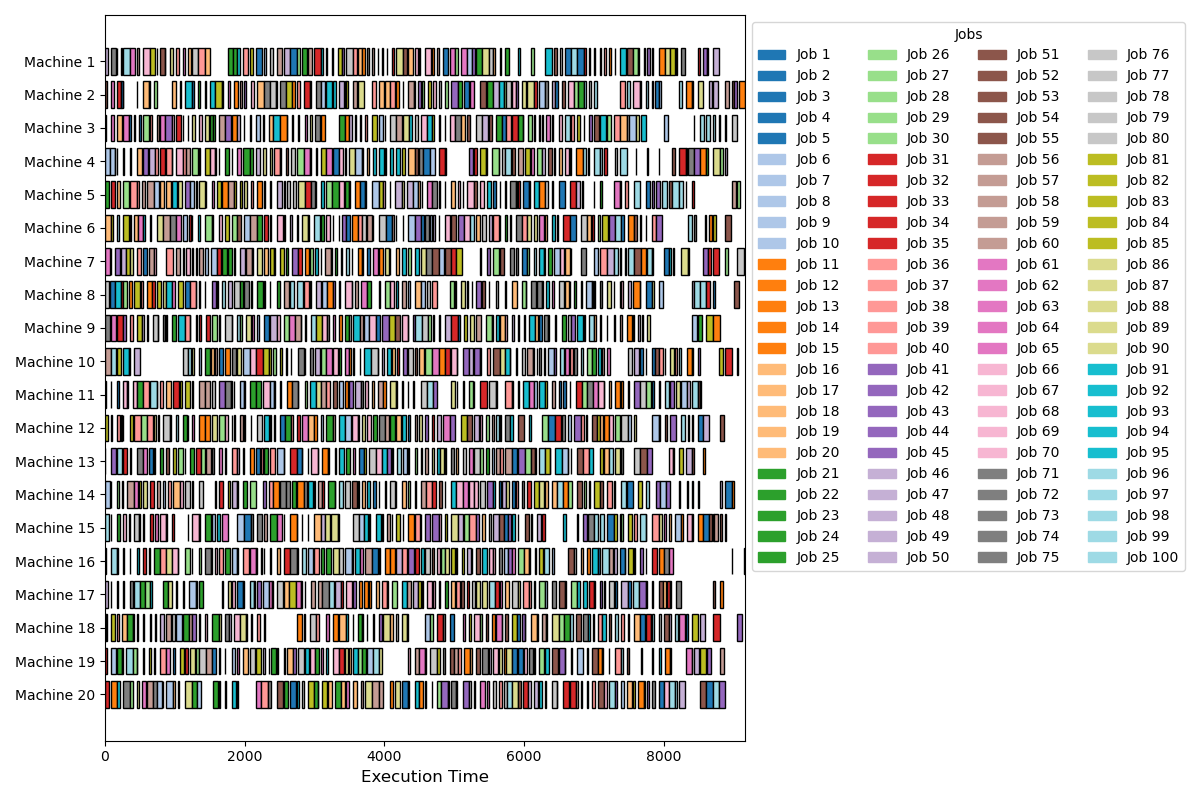 Machine 1
Machine 2
Machine 3
Machine 4
Machine 5
Machine 6
Machine 7
Machine 8
Machine 9
Machine 10
Machine 11
Machine 12
Machine 13
Machine 14
Machine 15
Machine 16
Machine 17
Machine 18
Machine 19
Machine 20
0 2000 4000 6000 8000
Execution Time
Jobs
Job 1 Job 26 Job 51 Job 76
Job 2 Job 27 Job 52 Job 77
Job 3 Job 28 Job 53 Job 78
Job 4 Job 29 Job 54 Job 79
Job 5 Job 30 Job 55 Job 80
Job 6 Job 31 Job 56 Job 81
Job 7 Job 32 Job 57 Job 82
Job 8 Job 33 Job 58 Job 83
Job 9 Job 34 Job 59 Job 84
Job 10 Job 35 Job 60 Job 85
Job 11 Job 36 Job 61 Job 86
Job 12 Job 37 Job 62 Job 87
Job 13 Job 38 Job 63 Job 88
Job 14 Job 39 Job 64 Job 89
Job 15 Job 40 Job 65 Job 90
Job 16 Job 41 Job 66 Job 91
Job 17 Job 42 Job 67 Job 92
Job 18 Job 43 Job 68 Job 93
Job 19 Job 44 Job 69 Job 94
Job 20 Job 45 Job 70 Job 95
Job 21 Job 46 Job 71 Job 96
Job 22 Job 47 Job 72 Job 97
Job 23 Job 48 Job 73 Job 98
Job 24 Job 49 Job 74 Job 99
Job 25 Job 50 Job 75 Job 100